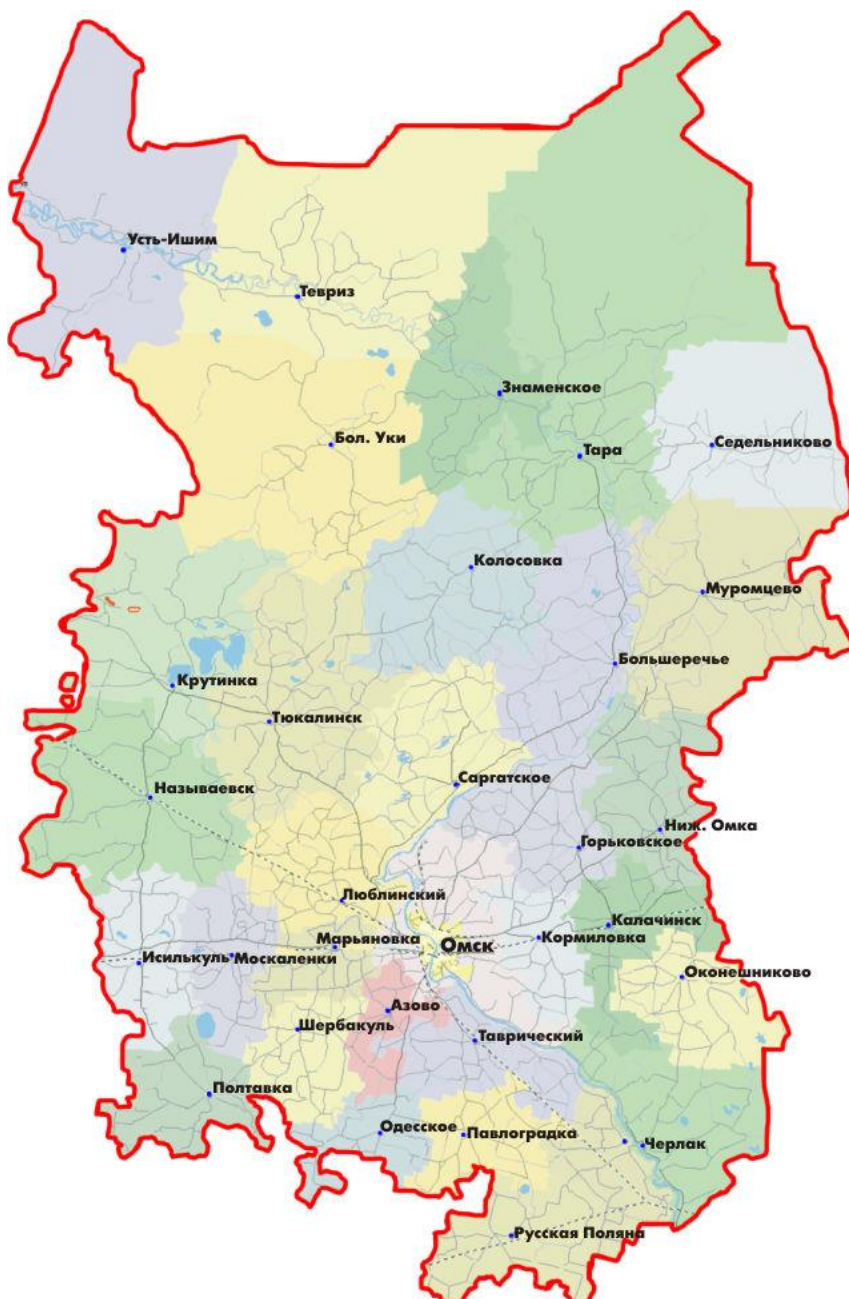 Усть-Ишим
Тевриз
Знаменское
Бол. Уки
Тара
Седельниково
Колосовка
Муромцево
Большеречье
Крутинка
Тюкалинск
Саргатское
Называевск
Ниж. Омка
Горьковское
Люблинский
Калачинск
Марьяновка
Омск
Кормиловка
Исилькуль
Москаленки
Оконешниково
Азово
Шербакуль
Таврический
Полтавка
Одесское
Павлоградка
Черлак
Русская Поляна